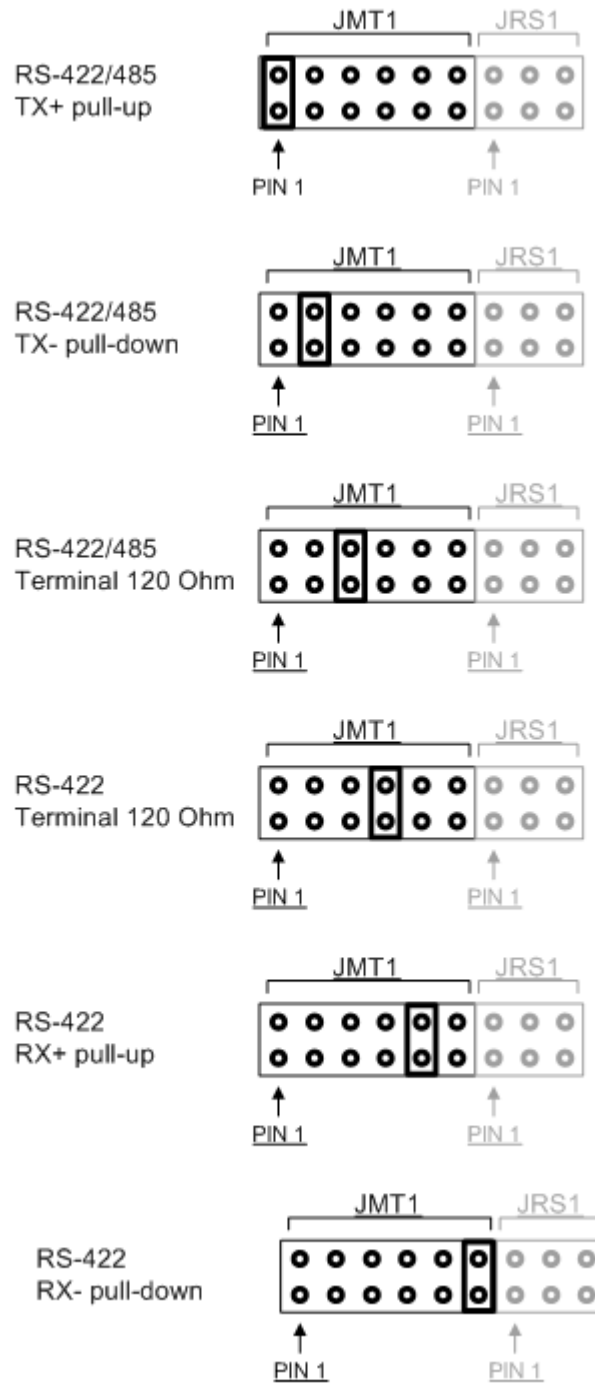 JMT1 JRS1
RS-422/485
TX+ pull-up
PIN 1 PIN 1
JMT1 JRS1
RS-422/485
TX- pull-down
PIN 1 PIN 1
JMT1 JRS1
RS-422/485
Terminal 120 Ohm
PIN 1 PIN 1
JMT1 JRS1
RS-422
Terminal 120 Ohm
PIN 1 PIN 1
JMT1 JRS1
RS-422
RX+ pull-up
PIN 1 PIN 1
JMT1 JRS1
RS-422
RX- pull-down
PIN 1 PIN 1